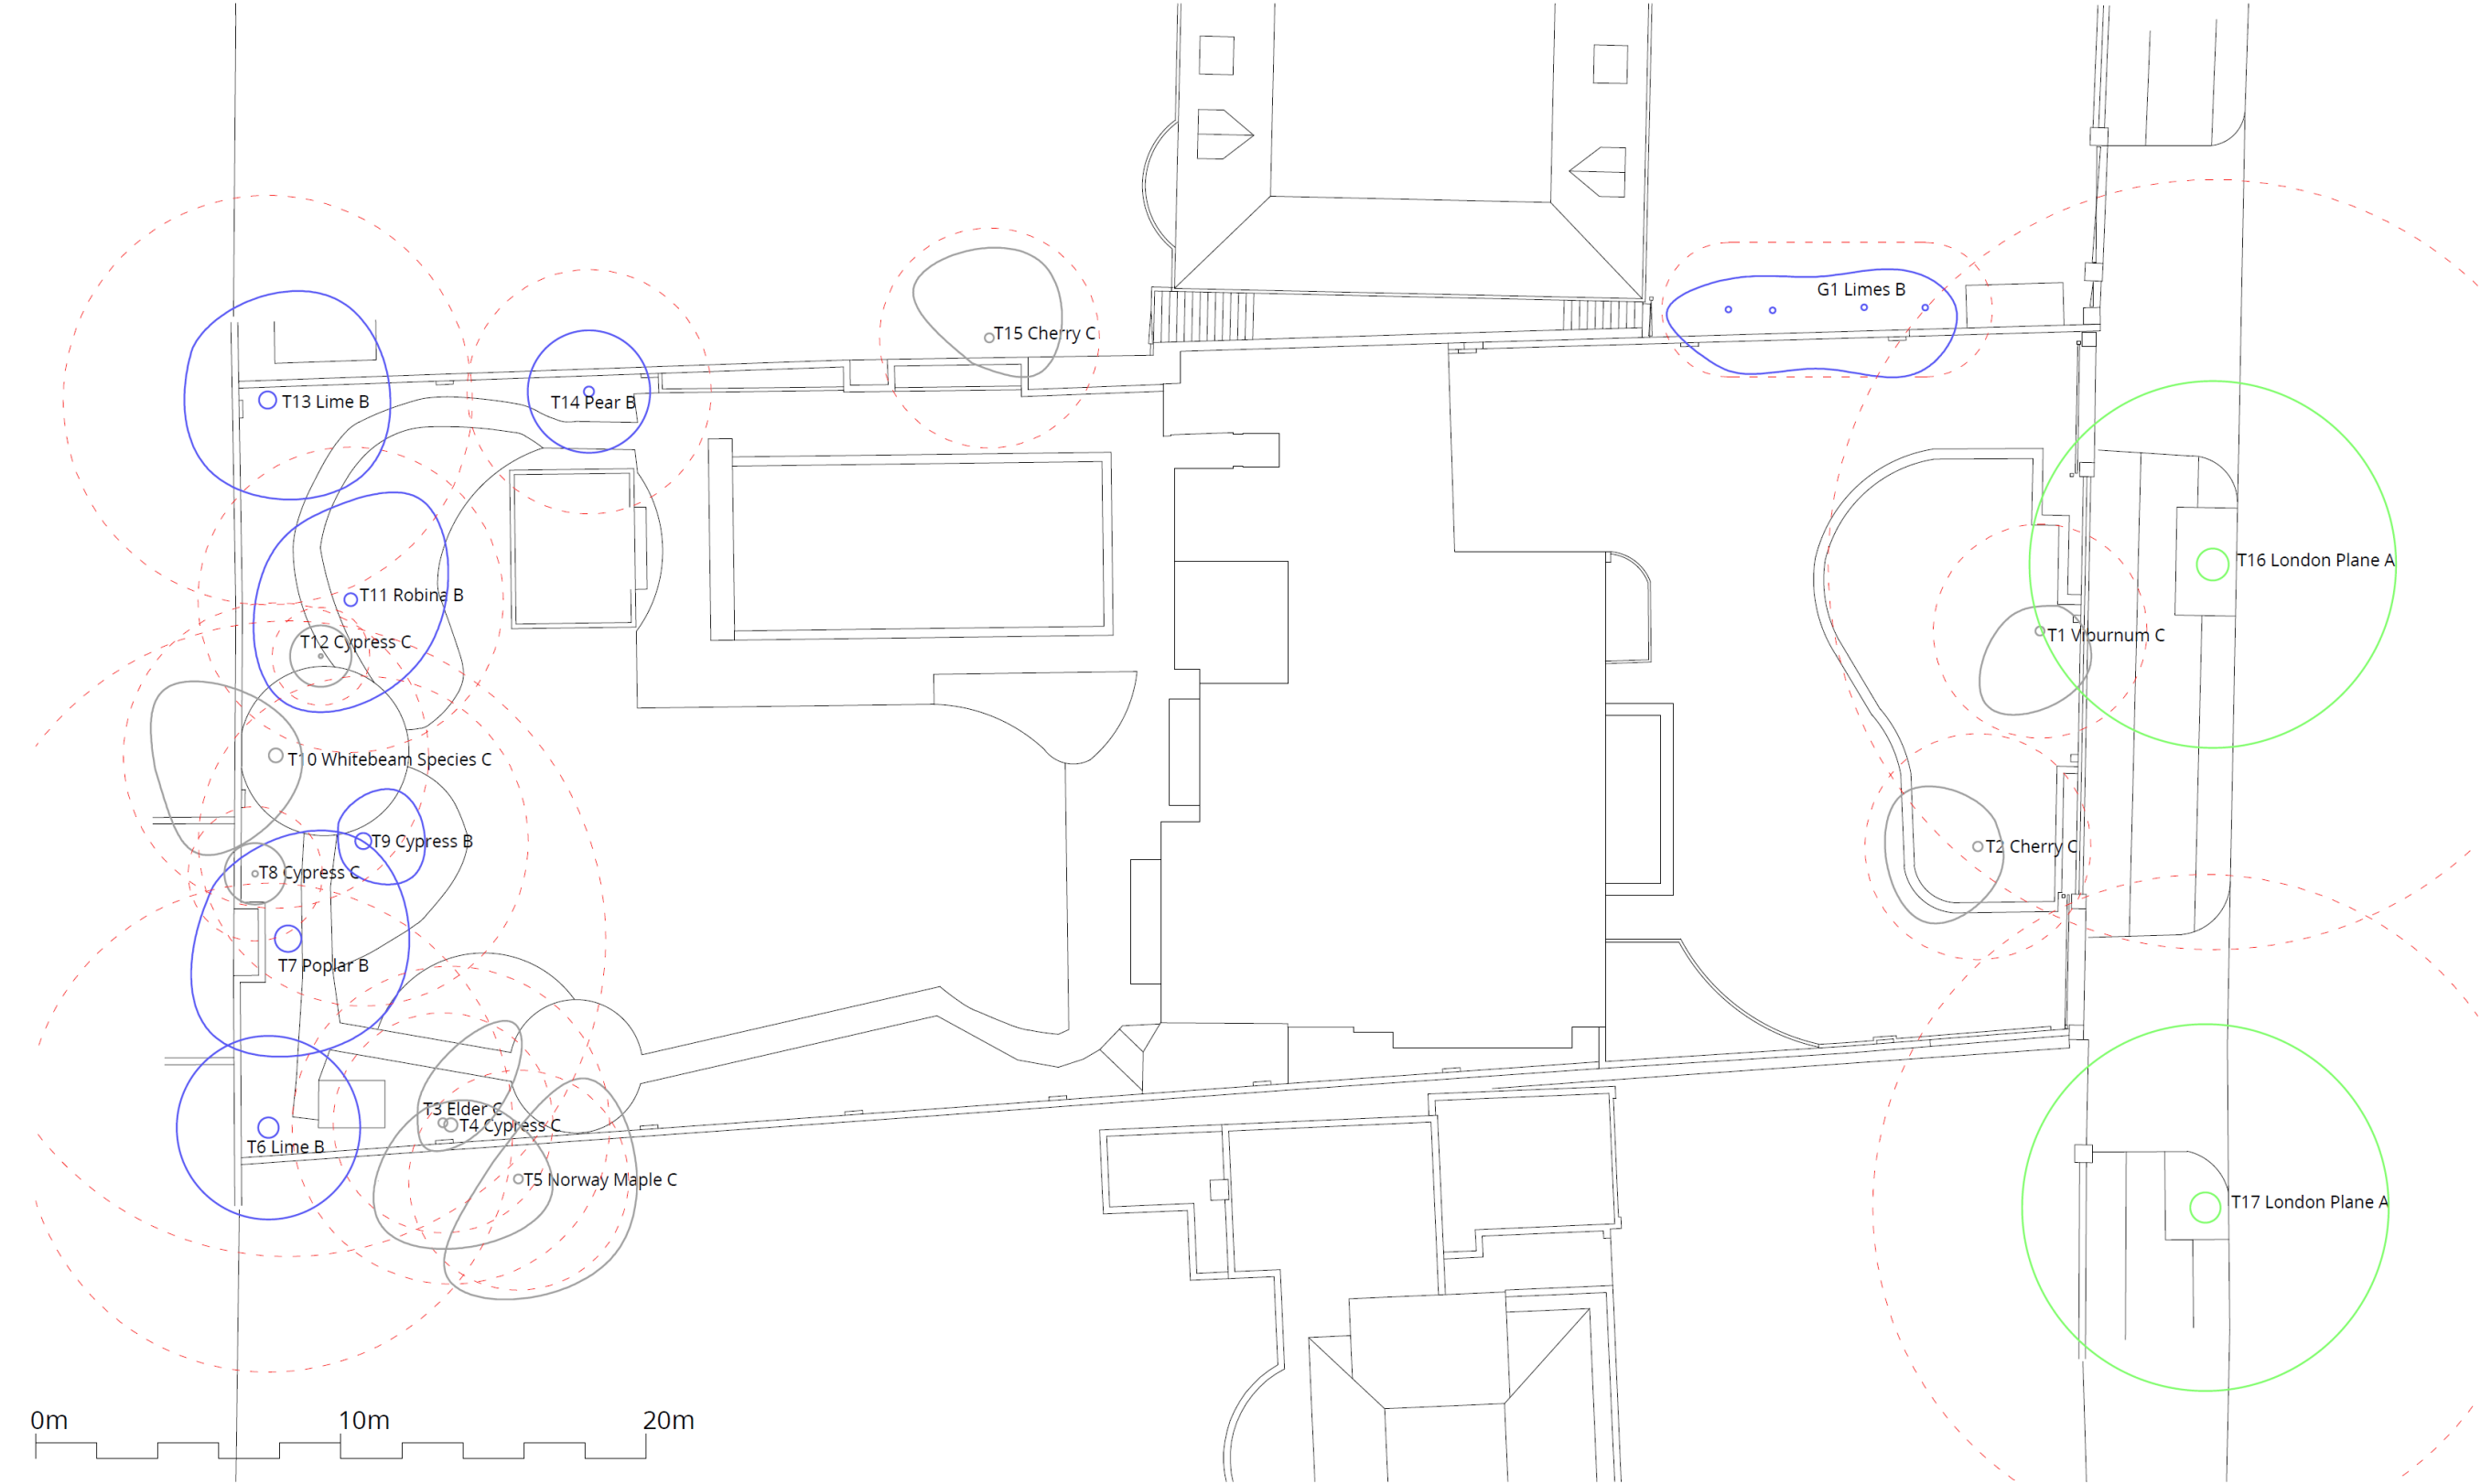 G1 Limes B
T15 Cherry C
T13 Lime B
T14 Pear B
T16 London Plane A
T11 Robina B
T12 Cypress C
T1 Viburnum C
T10 Whitebeam Species C
T9 Cypress B
T2 Cherry C
T8 Cypress C
T7 Poplar B
T3 Elder C
T4 Cypress C
T6 Lime B
T5 Norway Maple C
T17 London Plane A
0m 10m 20m